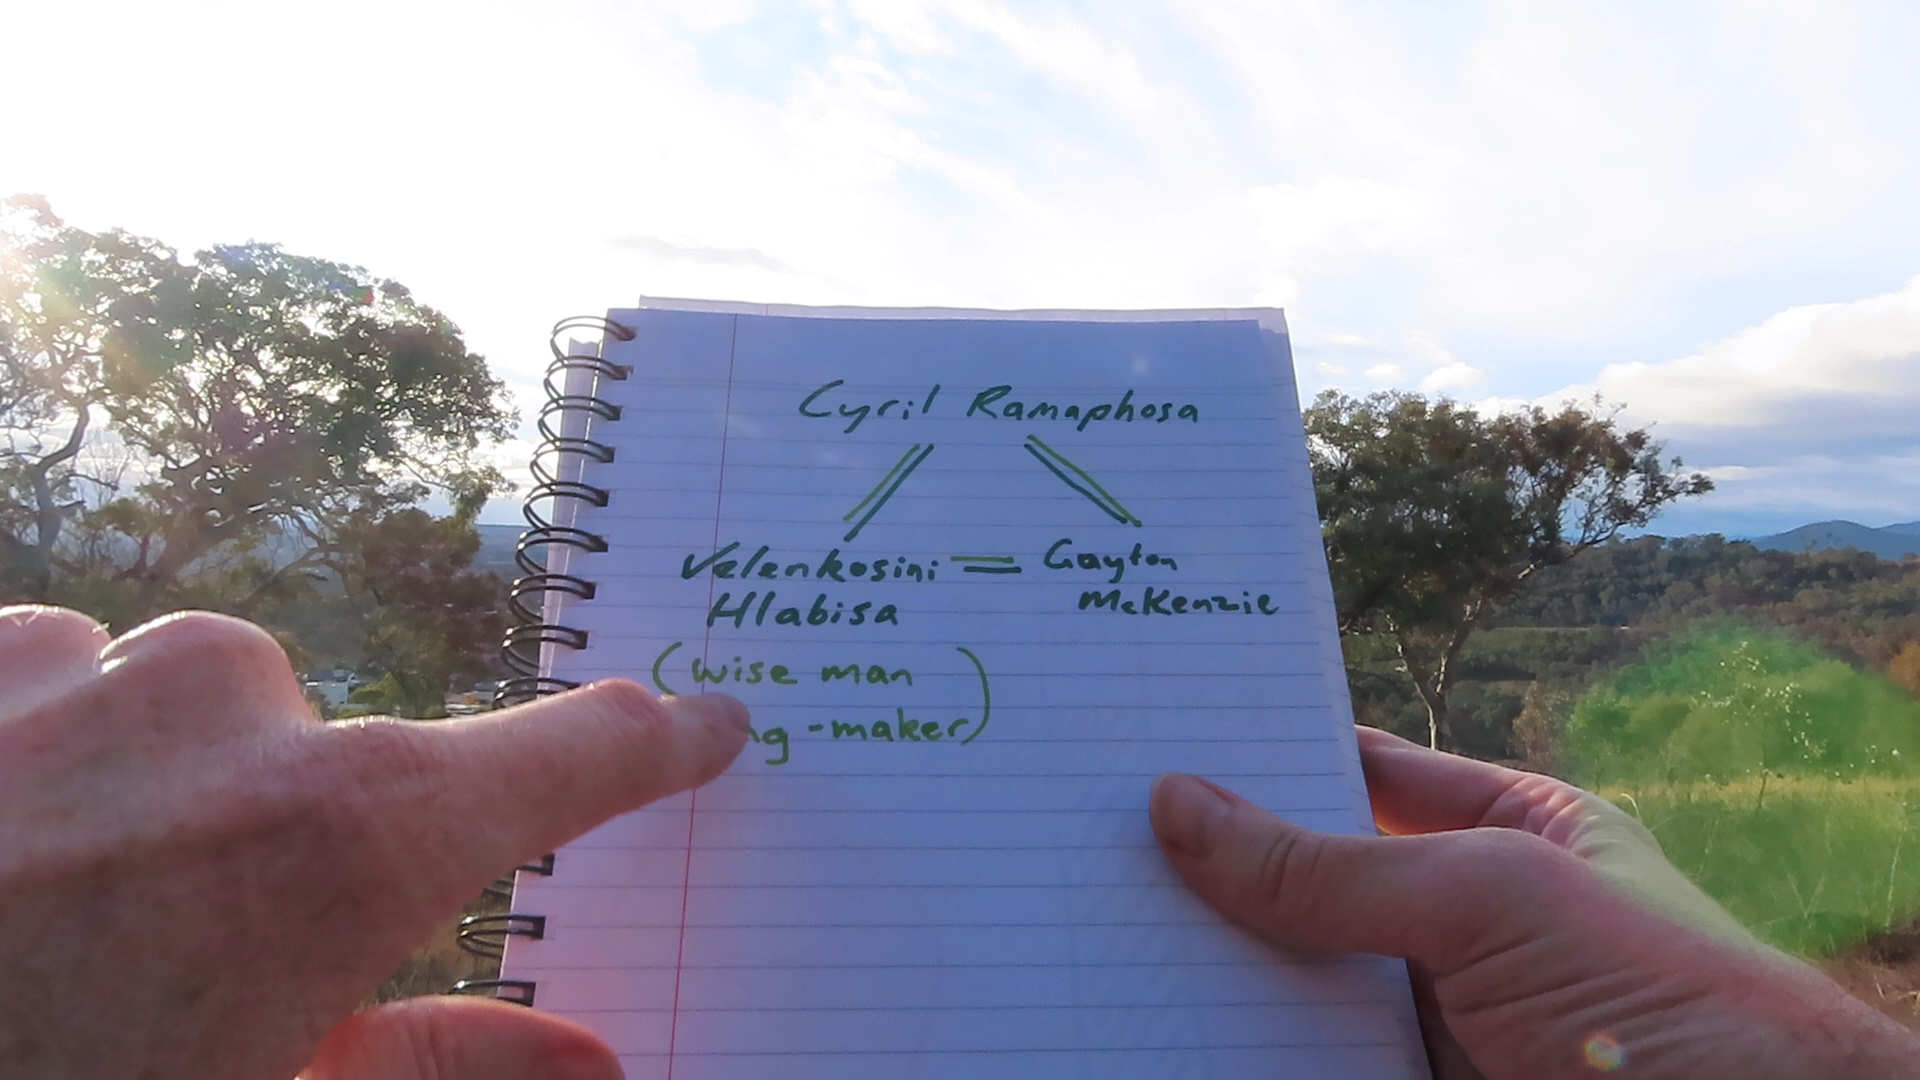 Cyril Ramaphosa
Velenkosini = Gayton
Hlabisa McKenzie
(wise man
-maker)